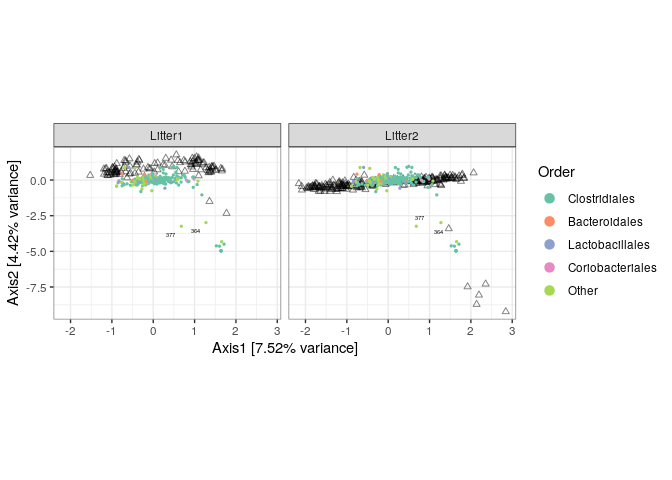 Litter1
Litter2
Order
Clostridiales
Bacteroidales
Lactobacillales
Coriobacteriales
Other
Axis2 [4.42% variance]
0.0
-2.5
-5.0
-7.5
377
364
377
364
-2 -1 0 1 2 3
-2 -1 0 1 2 3
Axis1 [7.52% variance]